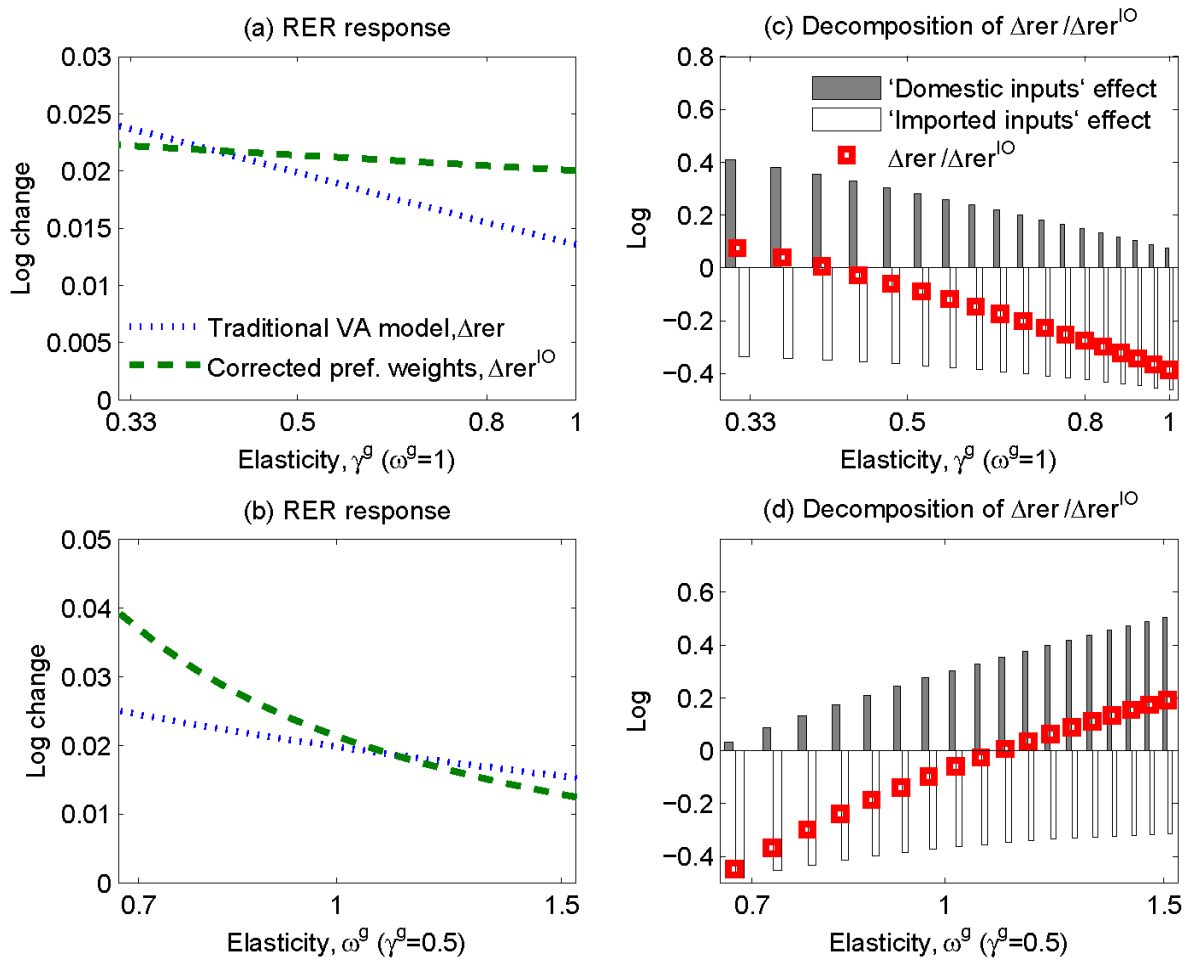 (a) RER response
0.03
0.025
0.02
0.015
0.01
0.005
0
Log change
Traditional VA model,Δrer
Corrected pref. weights, Δrer^IO
0.33 0.5 0.8 1
Elasticity, γ^g (ω^g=1)
(c) Decomposition of Δrer /Δrer^IO
0.8
0.6
0.4
0.2
0
−0.2
−0.4
Log
‘Domestic inputs‘ effect
‘Imported inputs‘ effect
Δrer /Δrer^IO
0.33 0.5 0.8 1
Elasticity, γ^g (ω^g=1)
(b) RER response
0.05
0.04
0.03
0.02
0.01
0
Log change
0.7 1 1.5
Elasticity, ω^g (γ^g=0.5)
(d) Decomposition of Δrer /Δrer^IO
0.6
0.4
0.2
0
−0.2
−0.4
Log
0.7 1 1.5
Elasticity, ω^g (γ^g=0.5)